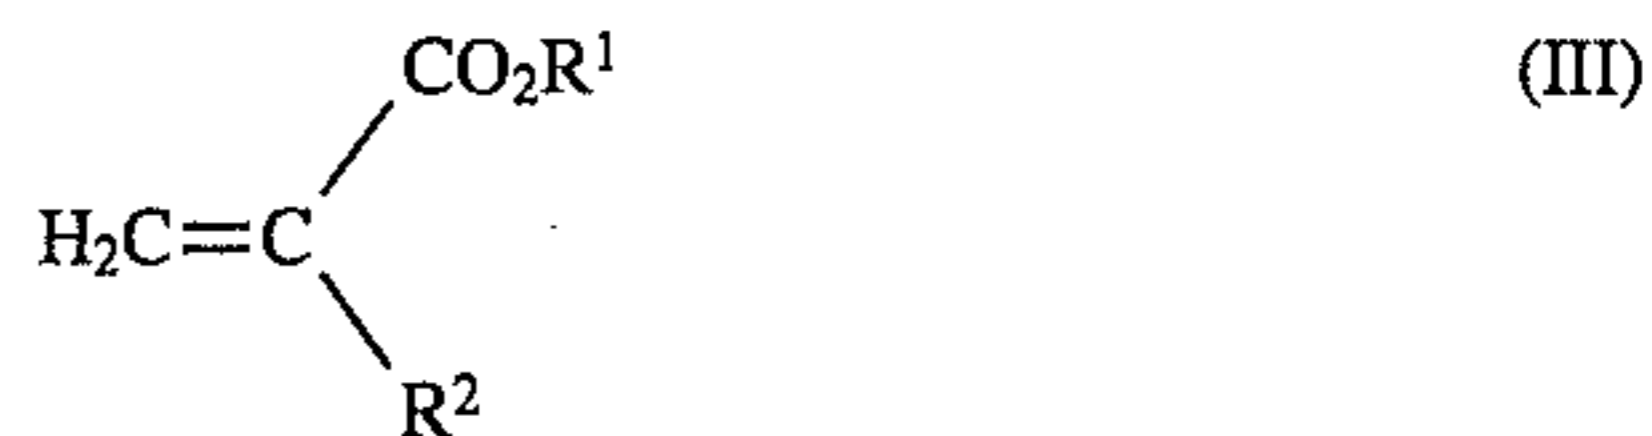 CO₂R¹ (III)
H₂C=C
R²